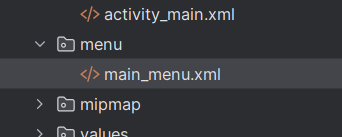 activity_main.xml
menu
main_menu.xml
mipmap
values